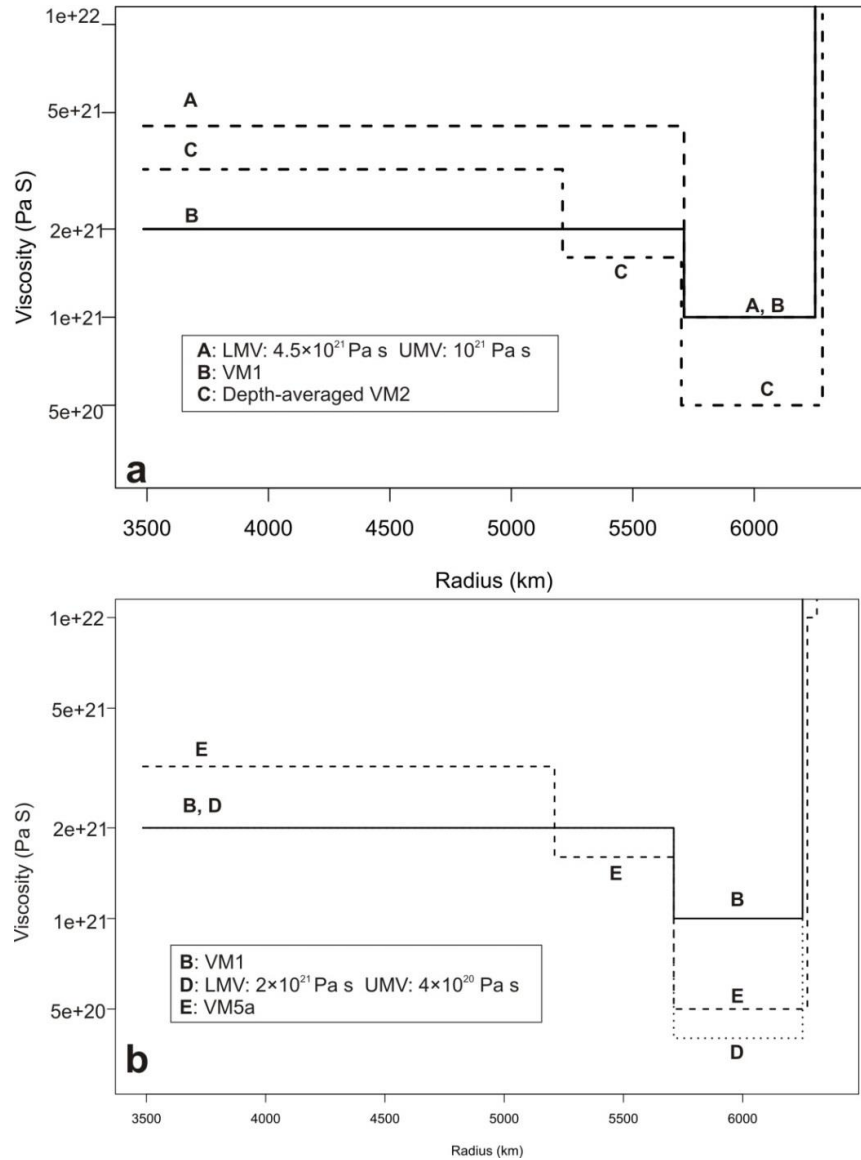 1e+22
A
5e+21
C
B
2e+21
C
A, B
1e+21
C
5e+20
Viscosity (Pa S)
A: LMV: 4.5×10²¹ Pa s UMV: 10²¹ Pa s
B: VM1
C: Depth-averaged VM2
a
3500 4000 4500 5000 5500 6000
Radius (km)
1e+22
5e+21
E
B, D
2e+21
E
B
1e+21
E
5e+20
D
Viscosity (Pa S)
B: VM1
D: LMV: 2×10²¹ Pa s UMV: 4×10²⁰ Pa s
E: VM5a
b
3500 4000 4500 5000 5500 6000
Radius (km)